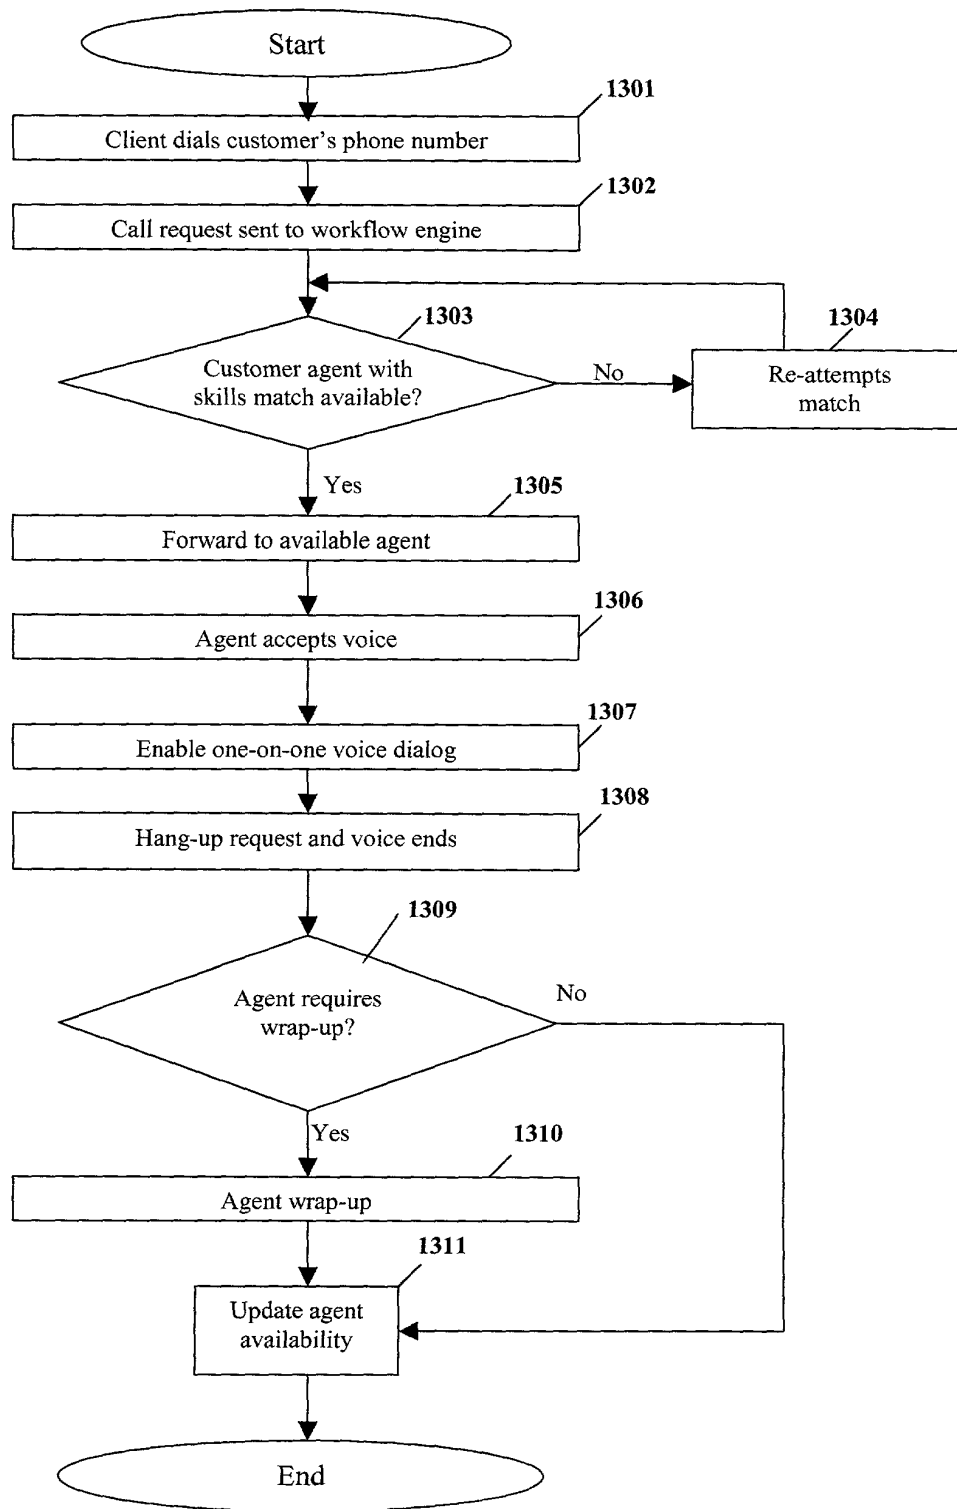 Start
1301
Client dials customer's phone number
1302
Call request sent to workflow engine
1303
Customer agent with
skills match available?
No
1304
Re-attempts
match
Yes
1305
Forward to available agent
1306
Agent accepts voice
1307
Enable one-on-one voice dialog
1308
Hang-up request and voice ends
1309
Agent requires
wrap-up?
No
Yes
1310
Agent wrap-up
1311
Update agent
availability
End